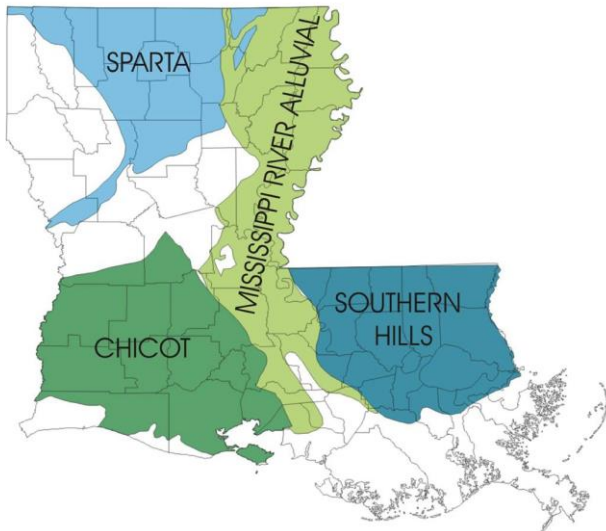 SPARTA
MISSISSIPPI RIVER ALLUVIAL
SOUTHERN
HILLS
CHICOT